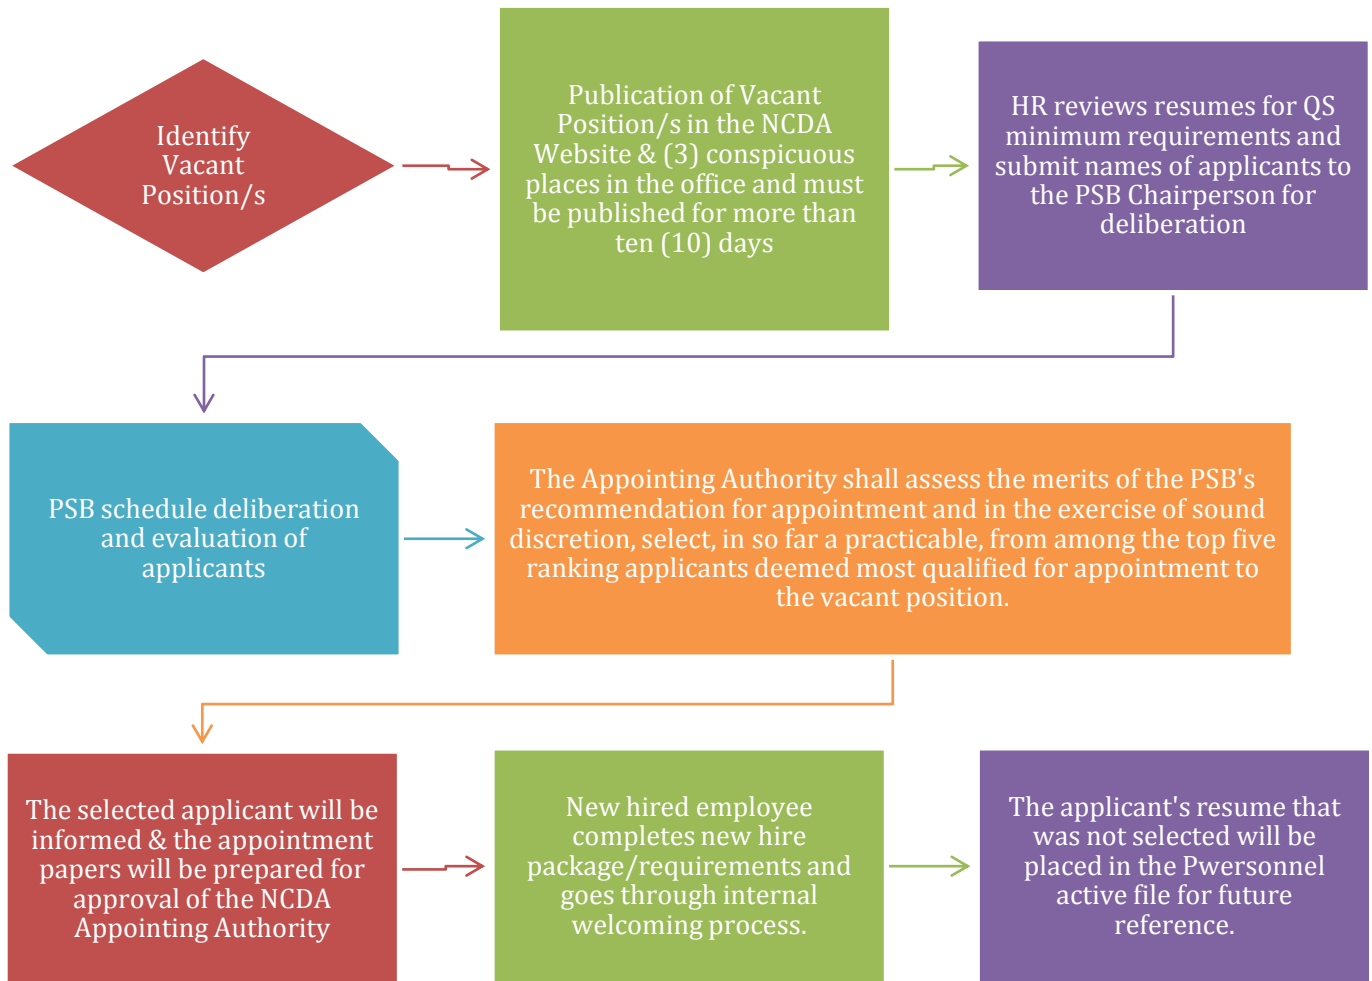 Identify
Vacant
Position/s
Publication of Vacant
Position/s in the NCDA
Website & (3) conspicuous
places in the office and must
be published for more than
ten (10) days
HR reviews resumes for QS
minimum requirements and
submit names of applicants to
the PSB Chairperson for
deliberation
PSB schedule deliberation
and evaluation of
applicants
The Appointing Authority shall assess the merits of the PSB's
recommendation for appointment and in the exercise of sound
discretion, select, in so far a practicable, from among the top five
ranking applicants deemed most qualified for appointment to
the vacant position.
The selected applicant will be
informed & the appointment
papers will be prepared for
approval of the NCDA
Appointing Authority
New hired employee
completes new hire
package/requirements and
goes through internal
welcoming process.
The applicant's resume that
was not selected will be
placed in the Pwersonnel
active file for future
reference.